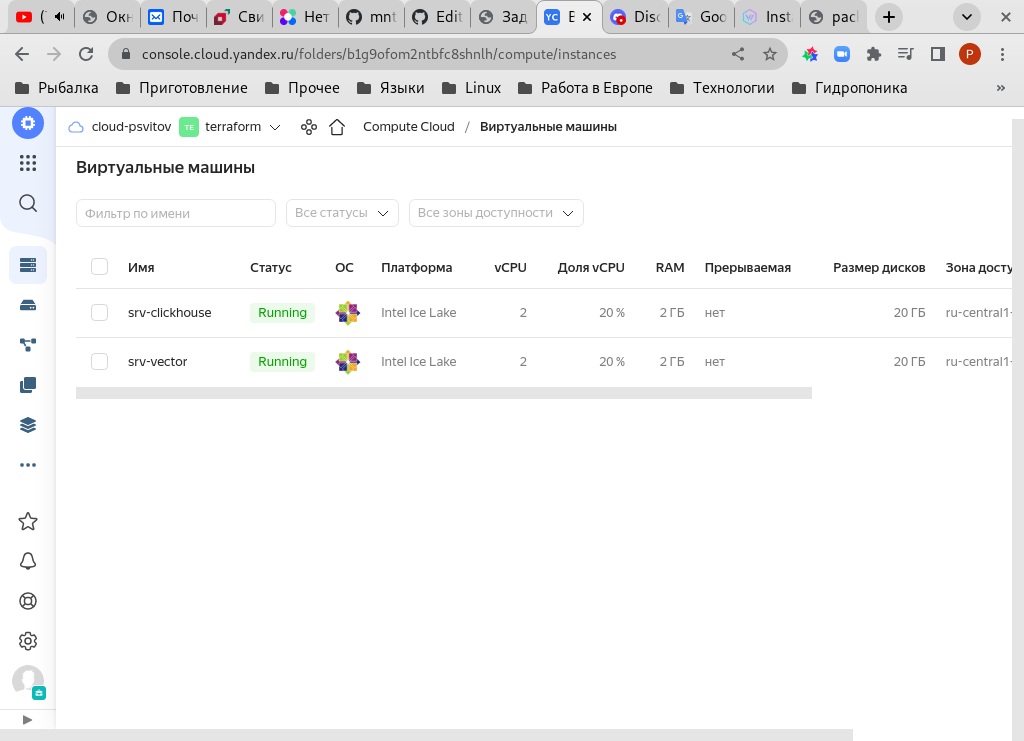 ( Окн Поч Сви Нет mnt Edit Зад YC Disc Goo Inst pacl
console.cloud.yandex.ru/folders/b1g9ofom2ntbfc8shnlh/compute/instances P
Рыбалка Приготовление Прочее Языки Linux Работа в Европе Технологии Гидропоника »
cloud-psvitov TE terraform Compute Cloud / Виртуальные машины
Виртуальные машины
Фильтр по имени Все статусы Все зоны доступности
Имя Статус ОС Платформа vCPU Доля vCPU RAM Прерываемая Размер дисков Зона досту
srv-clickhouse Running Intel Ice Lake 2 20 % 2 ГБ нет 20 ГБ ru-central1-
srv-vector Running Intel Ice Lake 2 20 % 2 ГБ нет 20 ГБ ru-central1-